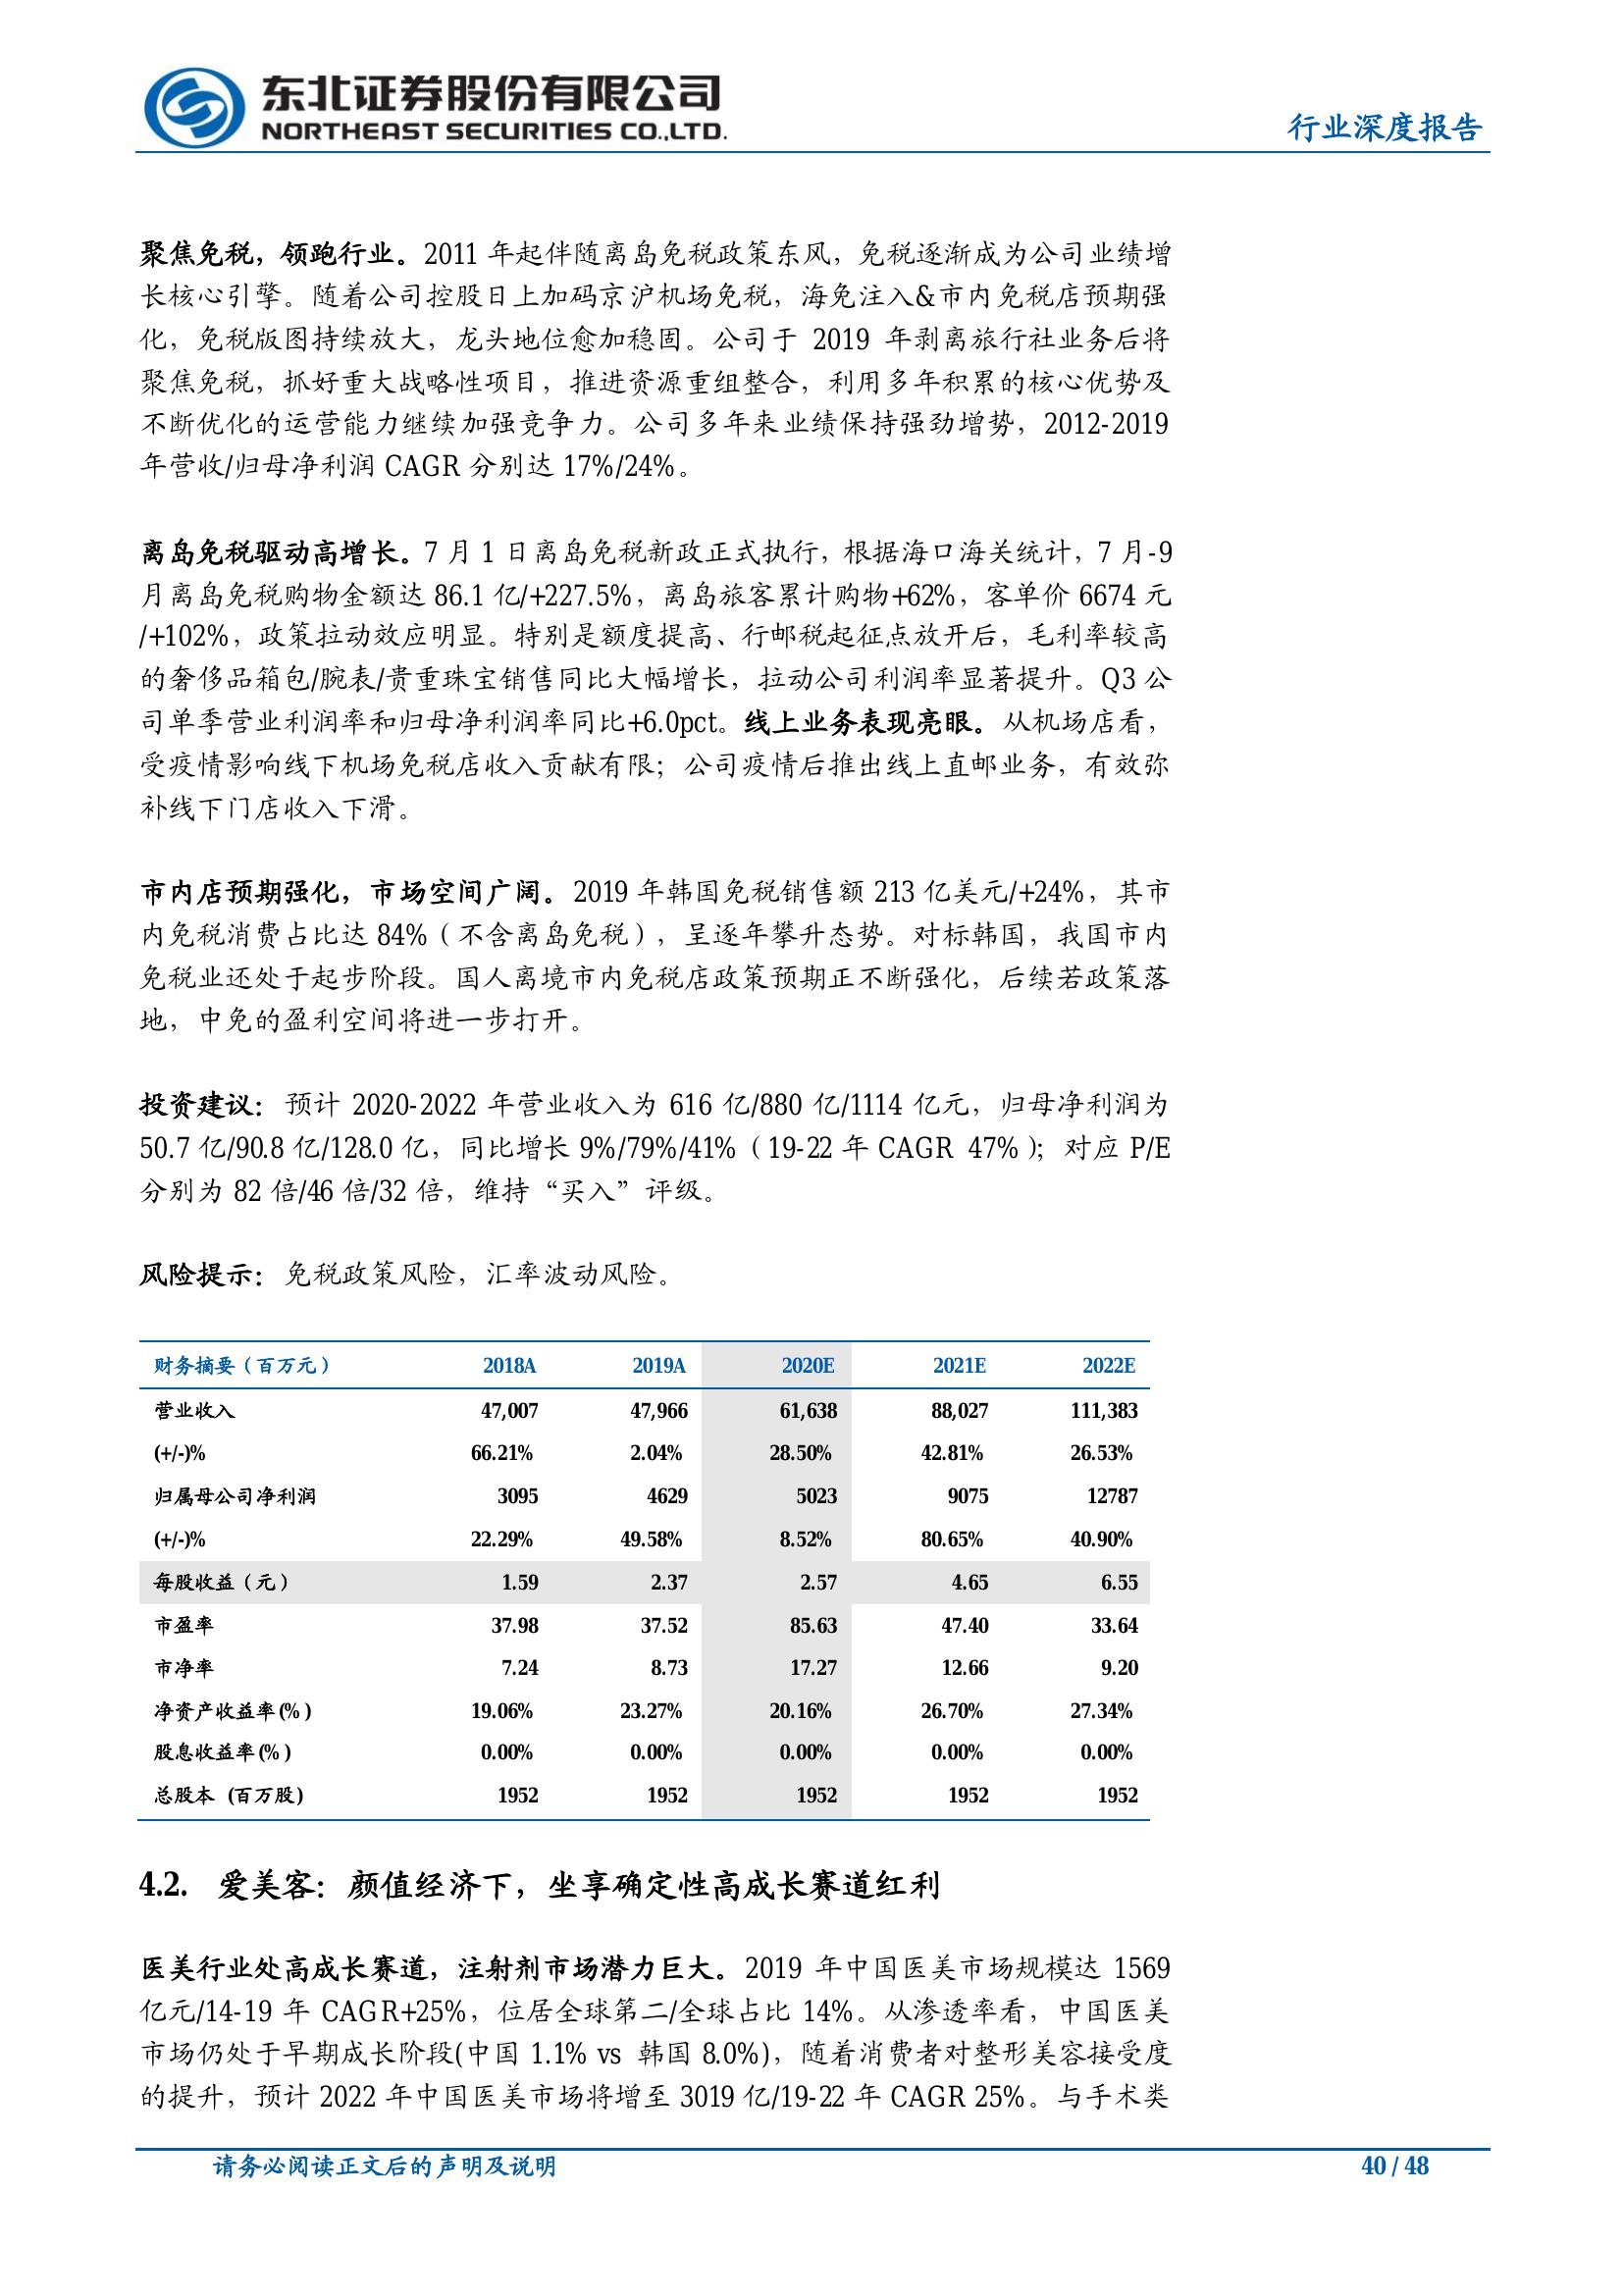 东北证券股份有限公司
NORTHEAST SECURITIES CO.,LTD.
行业深度报告
聚焦免税，领跑行业。2011 年起伴随离岛免税政策东风，免税逐渐成为公司业绩增
长核心引擎。随着公司控股日上加码京沪机场免税，海免注入&市内免税店预期强
化，免税版图持续放大，龙头地位愈加稳固。公司于 2019 年剥离旅行社业务后将
聚焦免税，抓好重大战略性项目，推进资源重组整合，利用多年积累的核心优势及
不断优化的运营能力继续加强竞争力。公司多年来业绩保持强劲增势，2012-2019
年营收/归母净利润 CAGR 分别达 17%/24%。
离岛免税驱动高增长。7 月 1 日离岛免税新政正式执行，根据海口海关统计，7 月-9
月离岛免税购物金额达 86.1 亿/+227.5%，离岛旅客累计购物+62%，客单价 6674 元
/+102%，政策拉动效应明显。特别是额度提高、行邮税起征点放开后，毛利率较高
的奢侈品箱包/腕表/贵重珠宝销售同比大幅增长，拉动公司利润率显著提升。Q3 公
司单季营业利润率和归母净利润率同比+6.0pct。线上业务表现亮眼。从机场店看，
受疫情影响线下机场免税店收入贡献有限；公司疫情后推出线上直邮业务，有效弥
补线下门店收入下滑。
市内店预期强化，市场空间广阔。2019 年韩国免税销售额 213 亿美元/+24%，其市
内免税消费占比达 84%（不含离岛免税），呈逐年攀升态势。对标韩国，我国市内
免税业还处于起步阶段。国人离境市内免税店政策预期正不断强化，后续若政策落
地，中免的盈利空间将进一步打开。
投资建议：预计 2020-2022 年营业收入为 616 亿/880 亿/1114 亿元，归母净利润为
50.7 亿/90.8 亿/128.0 亿，同比增长 9%/79%/41%（19-22 年 CAGR 47%）；对应 P/E
分别为 82 倍/46 倍/32 倍，维持“买入”评级。
风险提示：免税政策风险，汇率波动风险。
财务摘要（百万元） 2018A 2019A 2020E 2021E 2022E
营业收入 47,007 47,966 61,638 88,027 111,383
(+/-)% 66.21% 2.04% 28.50% 42.81% 26.53%
归属母公司净利润 3095 4629 5023 9075 12787
(+/-)% 22.29% 49.58% 8.52% 80.65% 40.90%
每股收益（元） 1.59 2.37 2.57 4.65 6.55
市盈率 37.98 37.52 85.63 47.40 33.64
市净率 7.24 8.73 17.27 12.66 9.20
净资产收益率(%) 19.06% 23.27% 20.16% 26.70% 27.34%
股息收益率(%) 0.00% 0.00% 0.00% 0.00% 0.00%
总股本 (百万股) 1952 1952 1952 1952 1952
4.2. 爱美客：颜值经济下，坐享确定性高成长赛道红利
医美行业处高成长赛道，注射剂市场潜力巨大。2019 年中国医美市场规模达 1569
亿元/14-19 年 CAGR+25%，位居全球第二/全球占比 14%。从渗透率看，中国医美
市场仍处于早期成长阶段(中国 1.1% vs 韩国 8.0%)，随着消费者对整形美容接受度
的提升，预计 2022 年中国医美市场将增至 3019 亿/19-22 年 CAGR 25%。与手术类
请务必阅读正文后的声明及说明
40 / 48